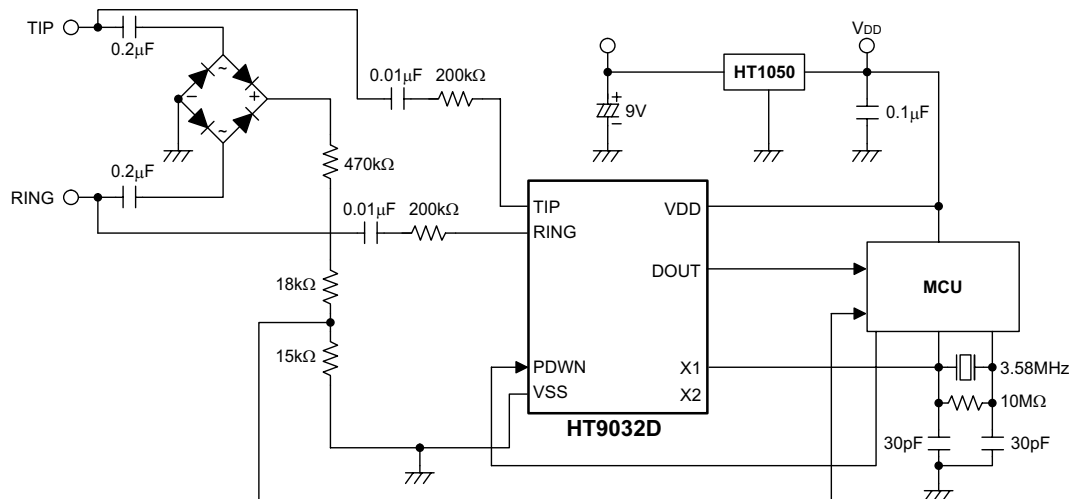 TIP
0.2μF
~
−
+
~
RING
0.2μF
0.01μF
200kΩ
470kΩ
0.01μF
200kΩ
18kΩ
15kΩ
TIP
RING
PDWN
VSS
VDD
DOUT
X1
X2
HT9032D
+
−
9V
HT1050
VDD
0.1μF
MCU
3.58MHz
10MΩ
30pF
30pF